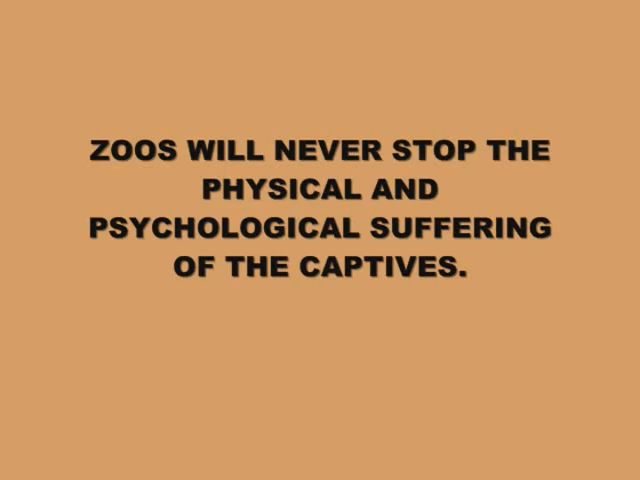 ZOOS WILL NEVER STOP THE
PHYSICAL AND
PSYCHOLOGICAL SUFFERING
OF THE CAPTIVES.